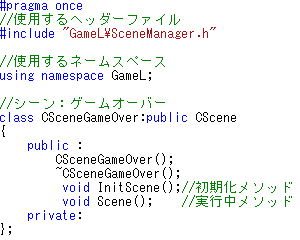 #pragma once
//使用するヘッダーファイル
#include "GameL¥SceneManager.h"
//使用するネームスペース
using namespace GameL;
//シーン：ゲームオーバー
class CSceneGameOver:public CScene
{
public :
CSceneGameOver();
~CSceneGameOver();
void InitScene();//初期化メソッド
void Scene(); //実行中メソッド
private:
};